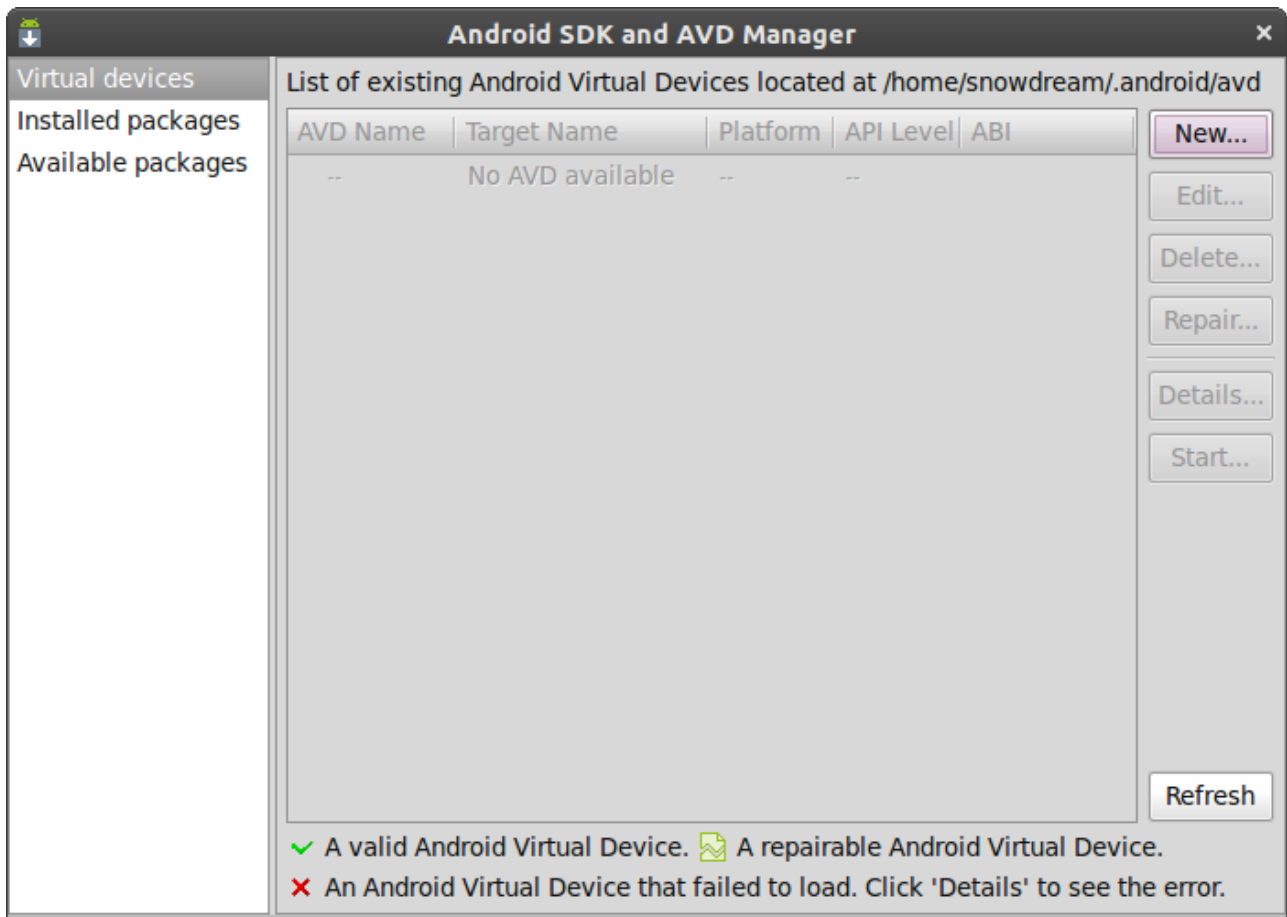 Android SDK and AVD Manager ×
Virtual devices
Installed packages
Available packages
List of existing Android Virtual Devices located at /home/snowdream/.android/avd
AVD Name Target Name Platform API Level ABI
-- No AVD available -- --
New...
Edit...
Delete...
Repair...
Details...
Start...
Refresh
A valid Android Virtual Device. A repairable Android Virtual Device.
An Android Virtual Device that failed to load. Click 'Details' to see the error.